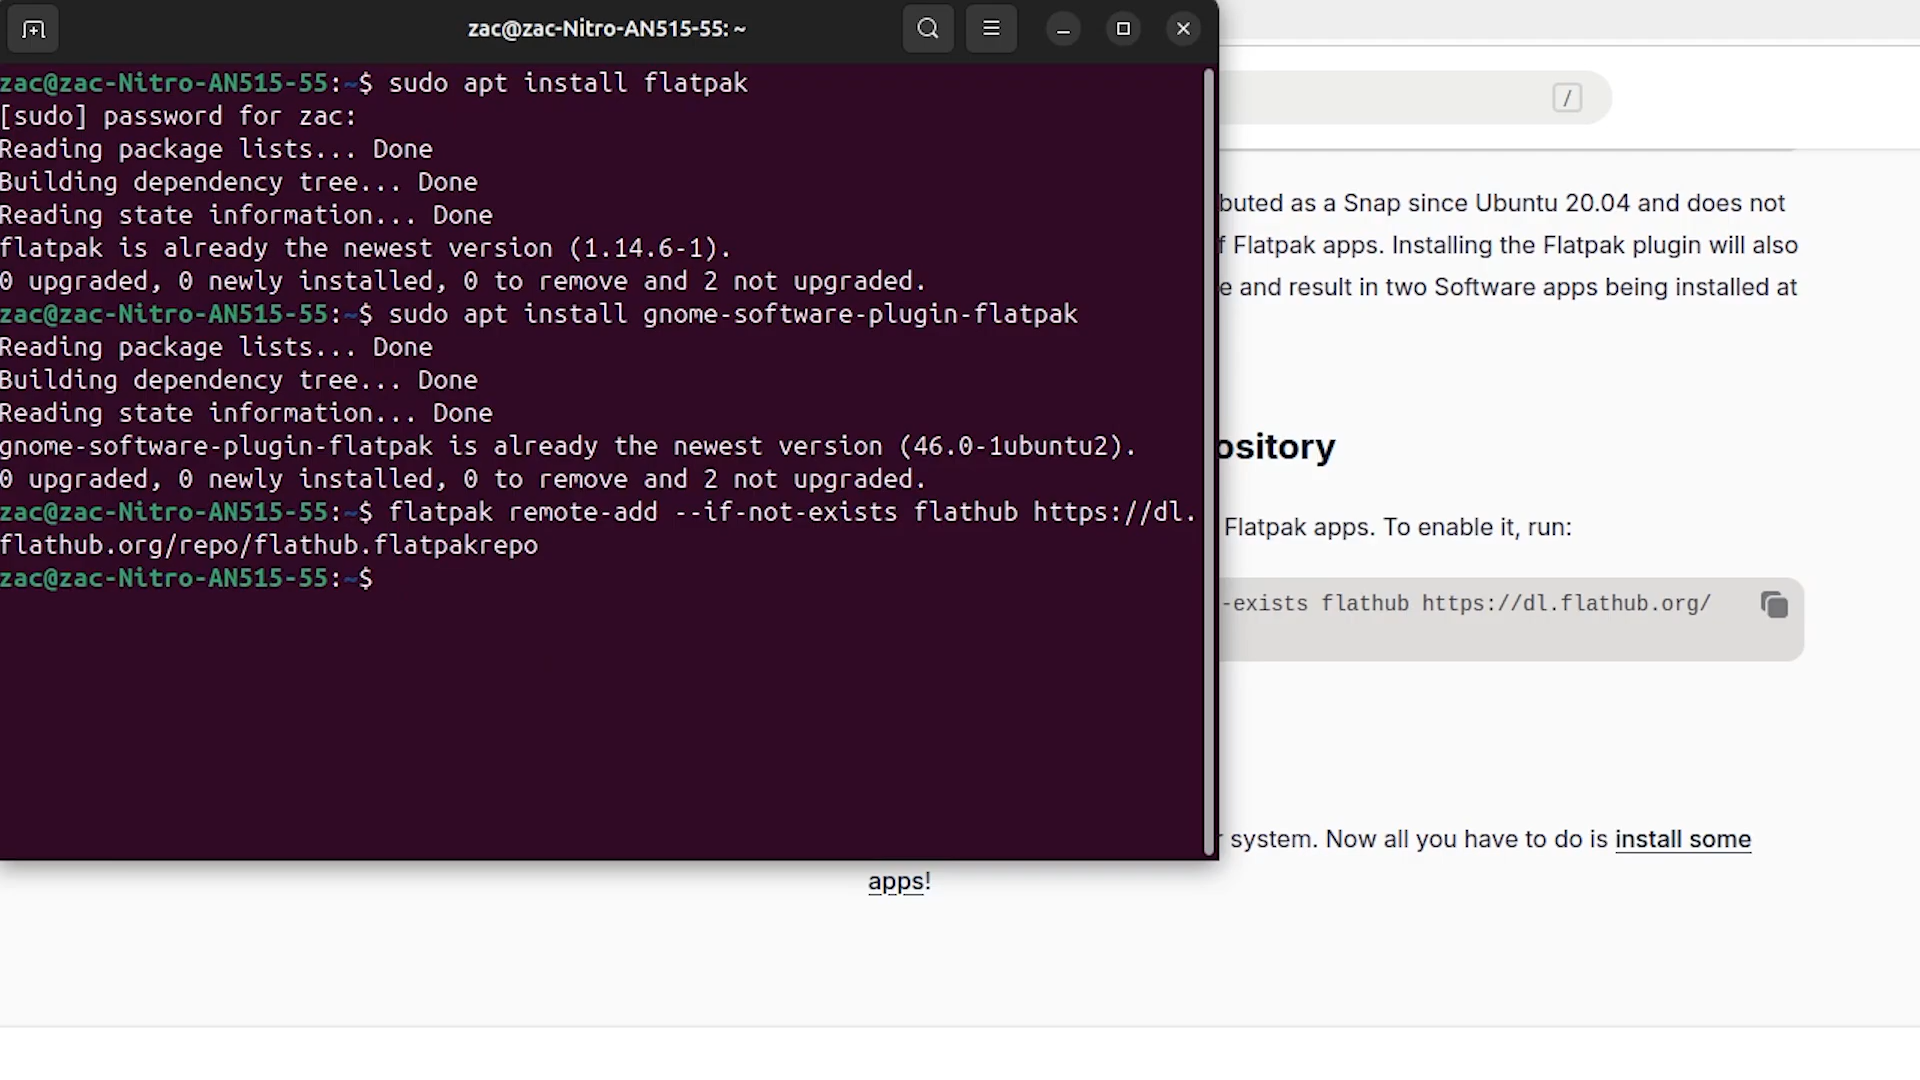 zac@zac-Nitro-AN515-55: ~
zac@zac-Nitro-AN515-55:~$ sudo apt install flatpak
[sudo] password for zac:
Reading package lists... Done
Building dependency tree... Done
Reading state information... Done
flatpak is already the newest version (1.14.6-1).
0 upgraded, 0 newly installed, 0 to remove and 2 not upgraded.
zac@zac-Nitro-AN515-55:~$ sudo apt install gnome-software-plugin-flatpak
Reading package lists... Done
Building dependency tree... Done
Reading state information... Done
gnome-software-plugin-flatpak is already the newest version (46.0-1ubuntu2).
0 upgraded, 0 newly installed, 0 to remove and 2 not upgraded.
zac@zac-Nitro-AN515-55:~$ flatpak remote-add --if-not-exists flathub https://dl.
flathub.org/repo/flathub.flatpakrepo
zac@zac-Nitro-AN515-55:~$
/
buted as a Snap since Ubuntu 20.04 and does not
f Flatpak apps. Installing the Flatpak plugin will also
e and result in two Software apps being installed at
ository
Flatpak apps. To enable it, run:
-exists flathub https://dl.flathub.org/
r system. Now all you have to do is install some
apps!